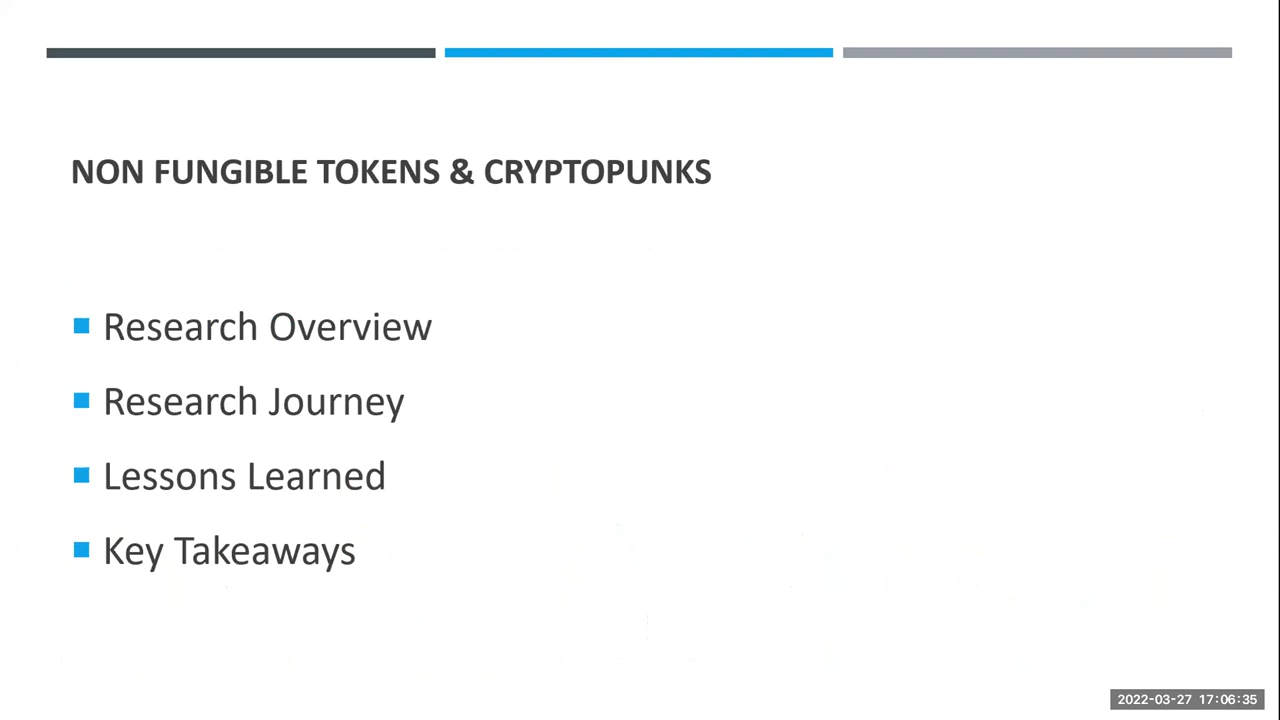 NON FUNGIBLE TOKENS & CRYPTOPUNKS
Research Overview
Research Journey
Lessons Learned
Key Takeaways
2022-03-27 17:06:35